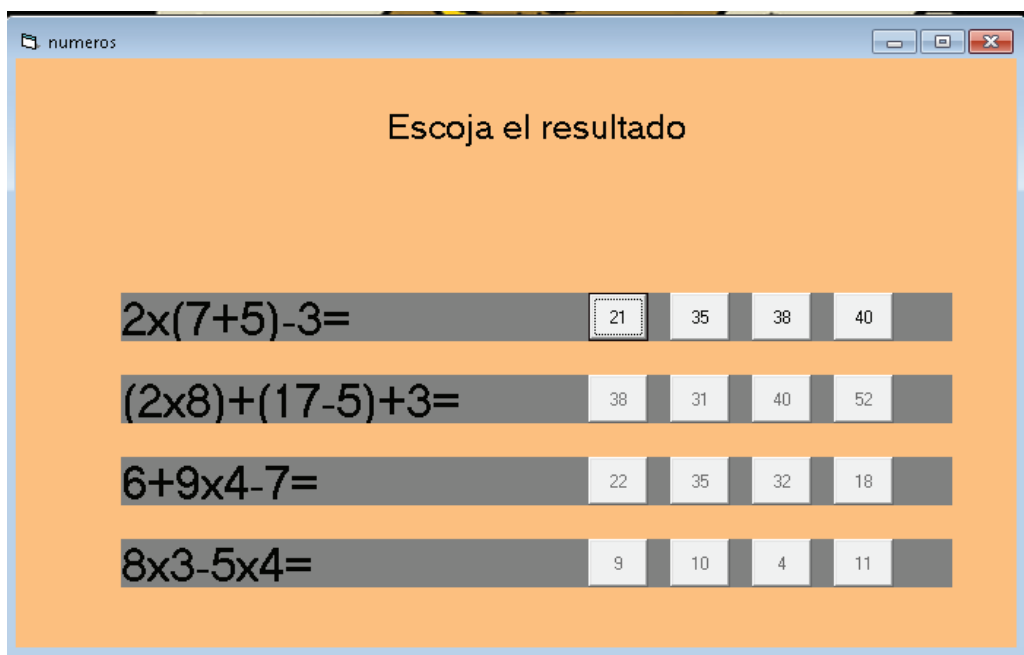 numeros
Escoja el resultado
2x(7+5)-3= 21 35 38 40
(2x8)+(17-5)+3= 38 31 40 52
6+9x4-7= 22 35 32 18
8x3-5x4= 9 10 4 11